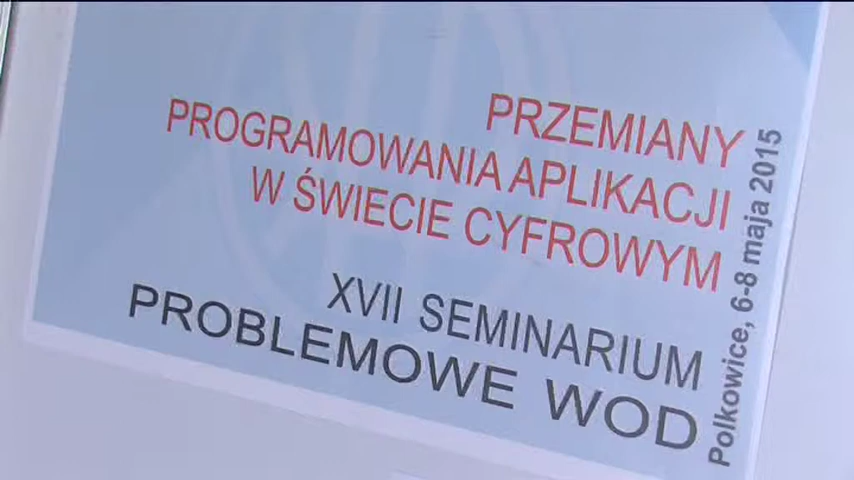 PRZEMIANY
PROGRAMOWANIA APLIKACJI
W ŚWIECIE CYFROWYM
XVII SEMINARIUM
PROBLEMOWE WOD
Polkowice, 6-8 maja 2015